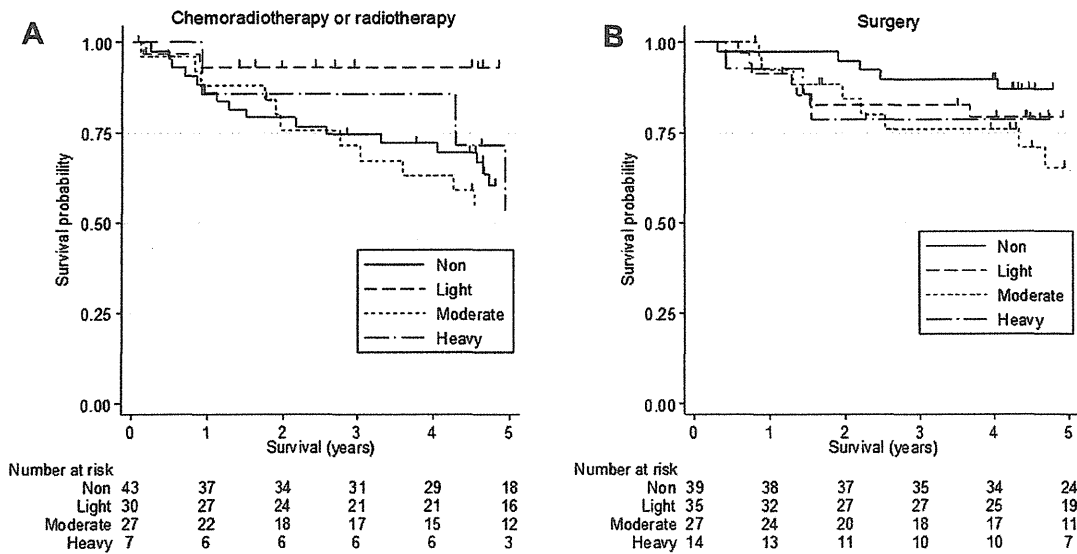 A
Chemoradiotherapy or radiotherapy
1.00
0.75
0.50
0.25
0.00
Survival probability
Non
Light
Moderate
Heavy
0 1 2 3 4 5
Survival (years)
Number at risk
Non 43 37 34 31 29 18
Light 30 27 24 21 21 16
Moderate 27 22 18 17 15 12
Heavy 7 6 6 6 6 3
B
Surgery
1.00
0.75
0.50
0.25
0.00
Survival probability
Non
Light
Moderate
Heavy
0 1 2 3 4 5
Survival (years)
Number at risk
Non 39 38 37 35 34 24
Light 35 32 27 27 25 19
Moderate 27 24 20 18 17 11
Heavy 14 13 11 10 10 7